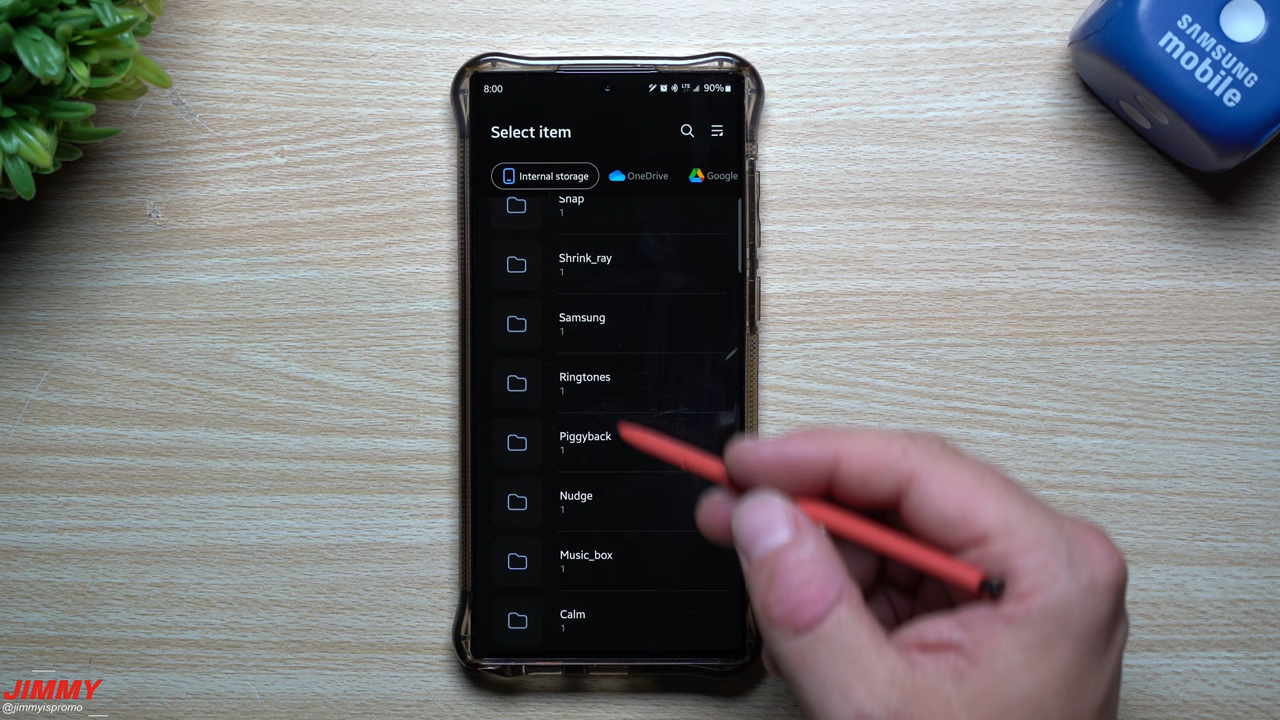 8:00
LTE
90%
Select item
Internal storage
OneDrive
Google
Snap
1
Shrink_ray
1
Samsung
1
Ringtones
1
Piggyback
1
Nudge
1
Music_box
1
Calm
1
SAMSUNG
mobile
JIMMY
@jimmyispromo